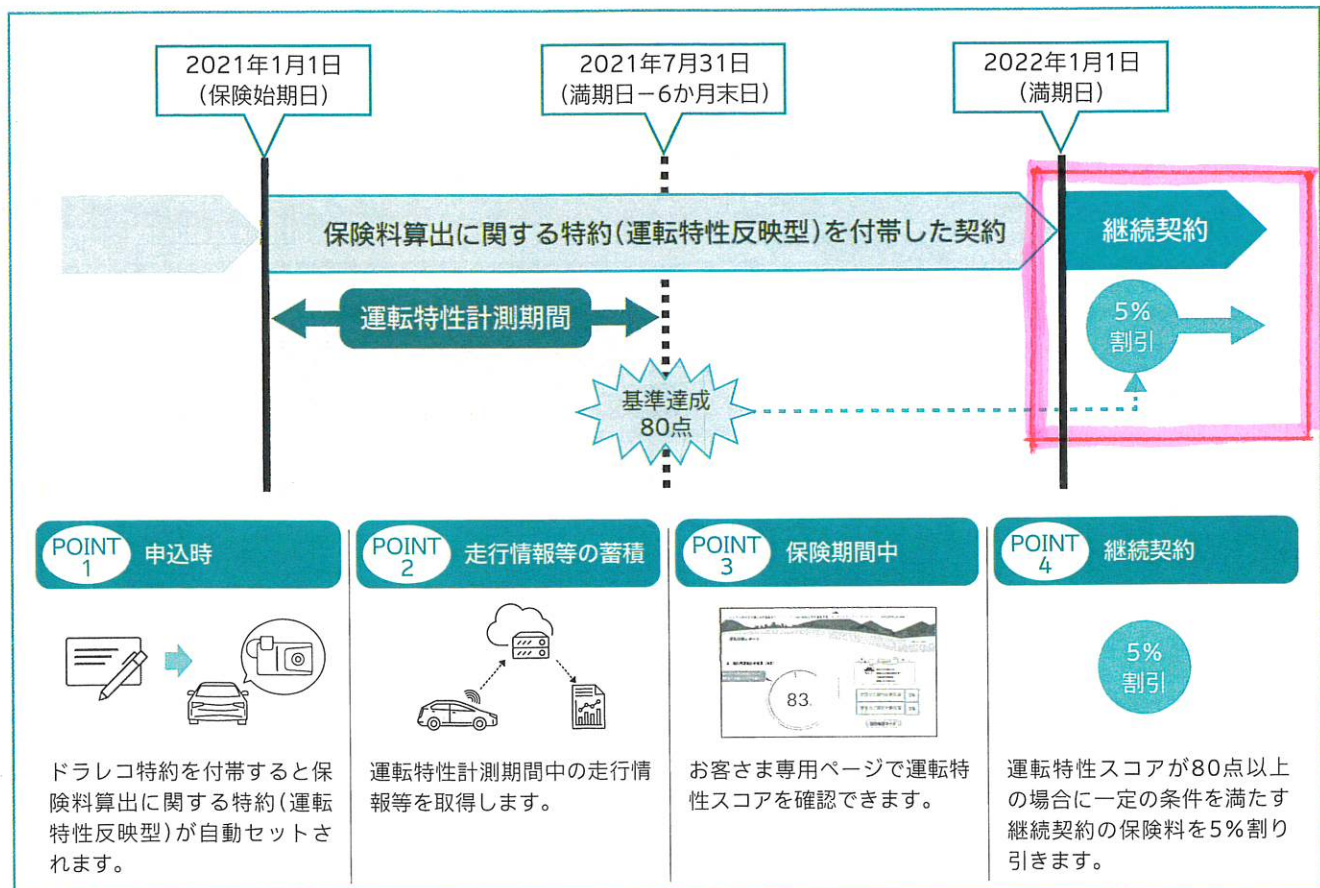 2021年1月1日
(保険始期日)
2021年7月31日
(満期日－6か月末日)
2022年1月1日
(満期日)
保険料算出に関する特約(運転特性反映型)を付帯した契約
継続契約
運転特性計測期間
5%
割引
基準達成
80点
POINT
1
申込時
ドラレコ特約を付帯すると保
険料算出に関する特約(運転
特性反映型)が自動セットさ
れます。
POINT
2
走行情報等の蓄積
運転特性計測期間中の走行情
報等を取得します。
POINT
3
保険期間中
83
お客さま専用ページで運転特
性スコアを確認できます。
POINT
4
継続契約
5%
割引
運転特性スコアが80点以上
の場合に一定の条件を満たす
継続契約の保険料を5%割り
引きます。